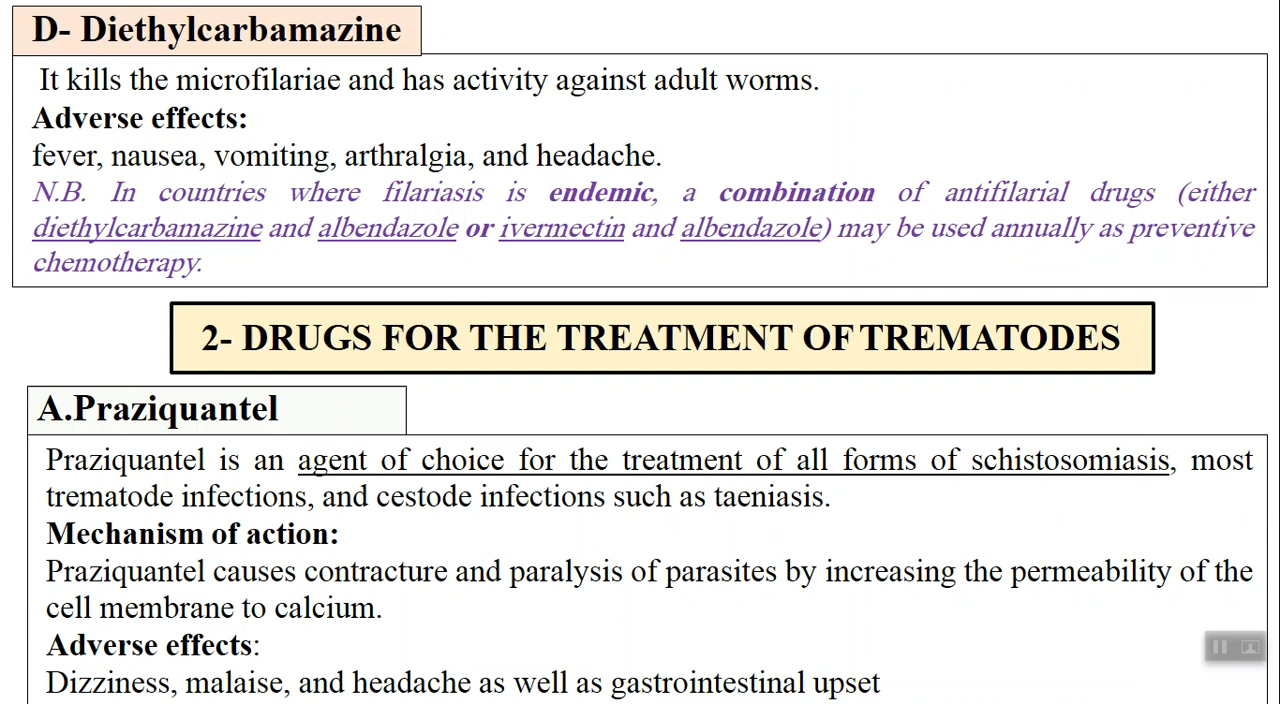 D- Diethylcarbamazine
It kills the microfilariae and has activity against adult worms.
Adverse effects:
fever, nausea, vomiting, arthralgia, and headache.
N.B. In countries where filariasis is endemic, a combination of antifilarial drugs (either
diethylcarbamazine and albendazole or ivermectin and albendazole) may be used annually as preventive
chemotherapy.
2- DRUGS FOR THE TREATMENT OF TREMATODES
A.Praziquantel
Praziquantel is an agent of choice for the treatment of all forms of schistosomiasis, most
trematode infections, and cestode infections such as taeniasis.
Mechanism of action:
Praziquantel causes contracture and paralysis of parasites by increasing the permeability of the
cell membrane to calcium.
Adverse effects:
Dizziness, malaise, and headache as well as gastrointestinal upset